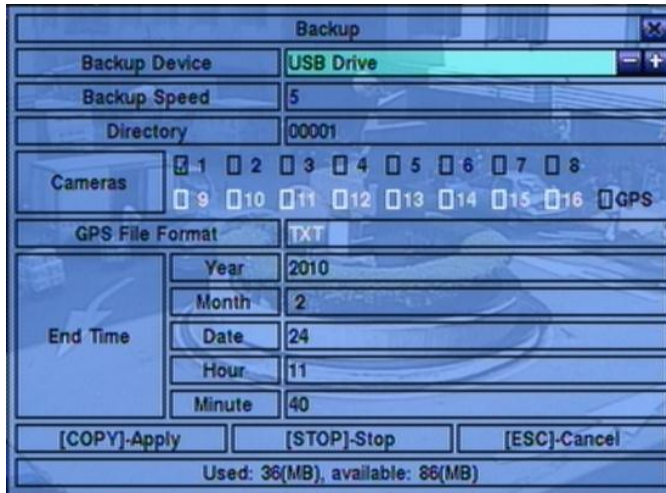 Backup
Backup Device USB Drive
Backup Speed 5
Directory 00001
Cameras 1 2 3 4 5 6 7 8
9 10 11 12 13 14 15 16 GPS
GPS File Format TXT
End Time
Year 2010
Month 2
Date 24
Hour 11
Minute 40
[COPY]-Apply [STOP]-Stop [ESC]-Cancel
Used: 36(MB), available: 86(MB)